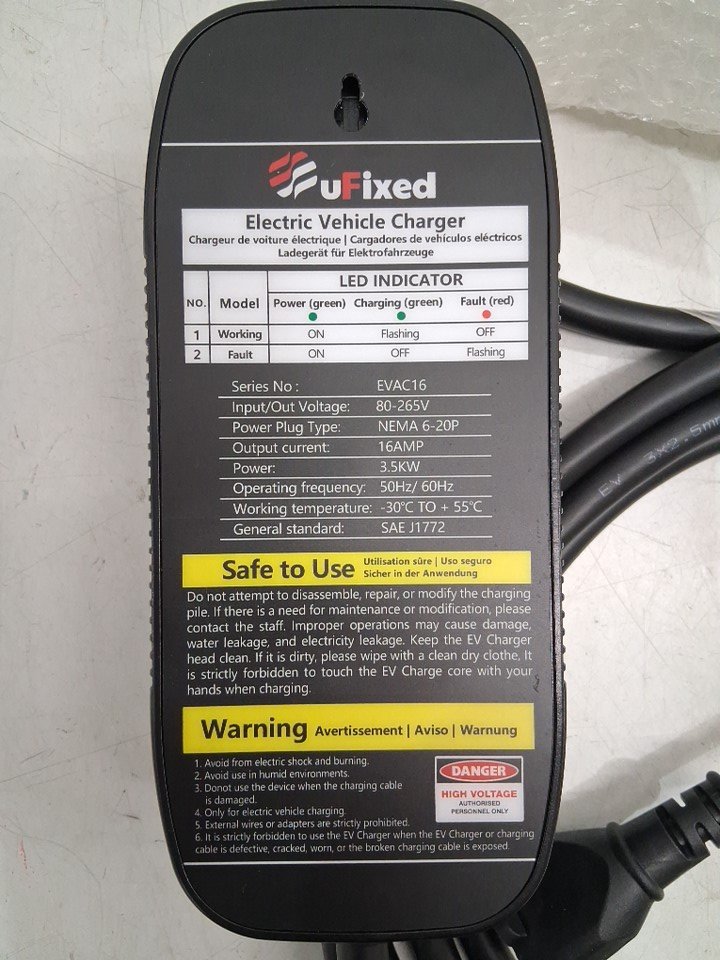 uFixed
Electric Vehicle Charger
Chargeur de voiture électrique | Cargadores de vehículos eléctricos
Ladegerät für Elektrofahrzeuge
LED INDICATOR
NO. Model Power (green) Charging (green) Fault (red)
1 Working ON Flashing OFF
2 Fault ON OFF Flashing
Series No : EVAC16
Input/Out Voltage: 80-265V
Power Plug Type: NEMA 6-20P
Output current: 16AMP
Power: 3.5KW
Operating frequency: 50Hz/ 60Hz
Working temperature: -30℃ TO + 55℃
General standard: SAE J1772
Safe to Use Utilisation sûre | Uso seguro
Sicher in der Anwendung
Do not attempt to disassemble, repair, or modify the charging
pile. If there is a need for maintenance or modification, please
contact the staff. Improper operations may cause damage,
water leakage, and electricity leakage. Keep the EV Charger
head clean. If it is dirty, please wipe with a clean dry clothe. It
is strictly forbidden to touch the EV Charge core with your
hands when charging.
Warning Avertissement | Aviso | Warnung
1. Avoid from electric shock and burning.
2. Avoid use in humid environments.
3. Donot use the device when the charging cable
is damaged.
4. Only for electric vehicle charging.
5. External wires or adapters are strictly prohibited.
6. It is strictly forbidden to use the EV Charger when the EV Charger or charging
cable is defective, cracked, worn, or the broken charging cable is exposed.
DANGER
HIGH VOLTAGE
AUTHORISED
PERSONNEL ONLY
EV 3X2.5m